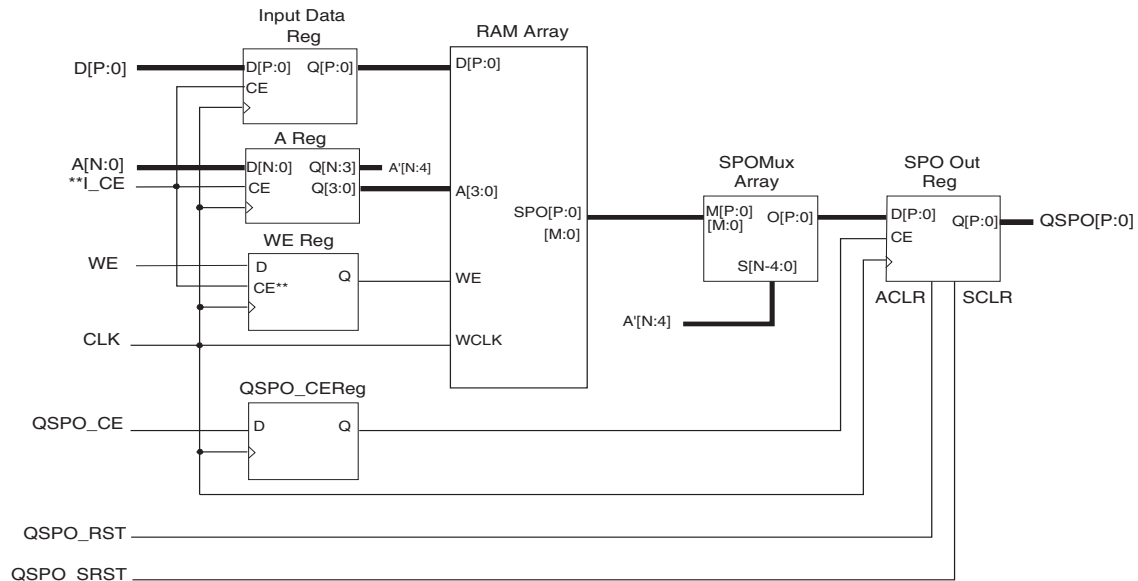 Input Data
Reg
D[P:0]
D[P:0]
Q[P:0]
CE
A Reg
A[N:0]
**I_CE
D[N:0]
Q[N:3]
A'[N:4]
CE
Q[3:0]
WE Reg
WE
D
Q
CE**
CLK
QSPO_CEReg
QSPO_CE
D
Q
RAM Array
D[P:0]
A[3:0]
SPO[P:0]
[M:0]
WE
WCLK
SPOMux
Array
M[P:0]
O[P:0]
[M:0]
S[N-4:0]
A'[N:4]
SPO Out
Reg
D[P:0]
Q[P:0]
QSPO[P:0]
CE
ACLR
SCLR
QSPO_RST
QSPO_SRST